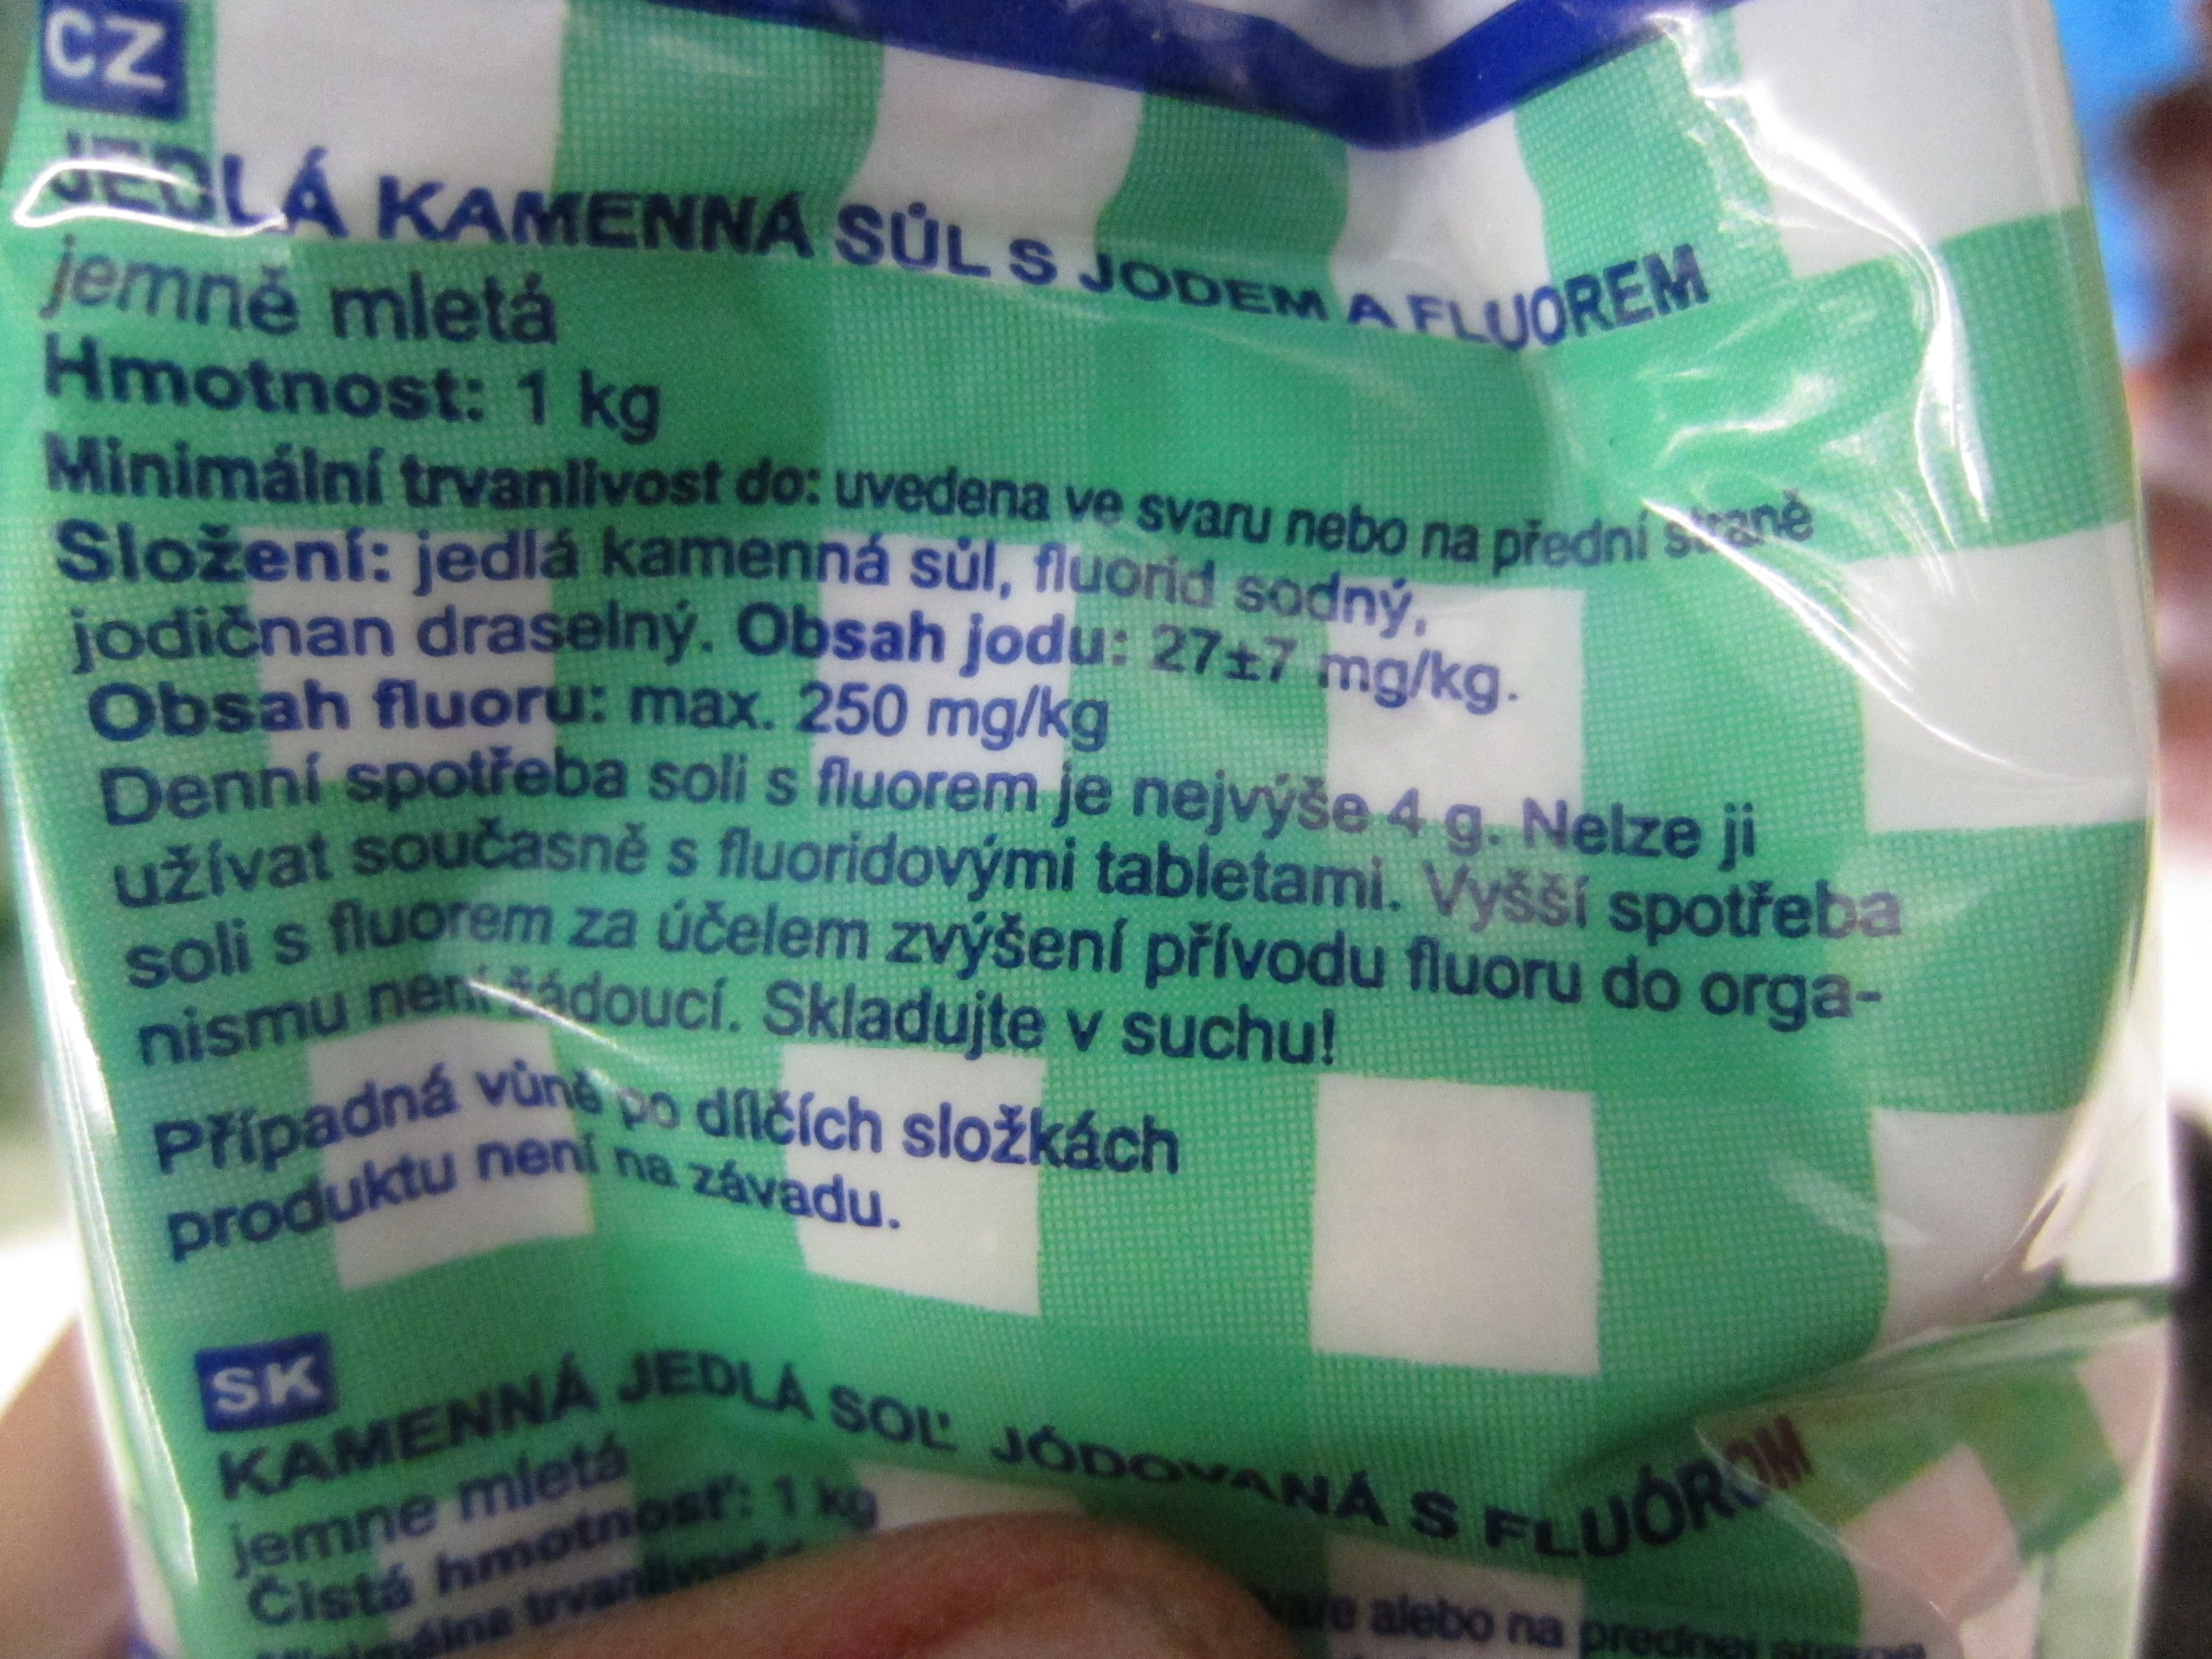 CZ
JEDLÁ KAMENNÁ SŮL S JODEM A FLUOREM
jemně mletá
Hmotnost: 1 kg
Minimální trvanlivost do: uvedena ve svaru nebo na přední straně
Složení: jedlá kamenná sůl, fluorid sodný,
jodičnan draselný. Obsah jodu: 27±7 mg/kg.
Obsah fluoru: max. 250 mg/kg
Denní spotřeba soli s fluorem je nejvýše 4 g. Nelze ji
užívat současně s fluoridovými tabletami. Vyšší spotřeba
soli s fluorem za účelem zvýšení přívodu fluoru do orga-
nismu není žádoucí. Skladujte v suchu!
Případná vůně po dílčích složkách
produktu není na závadu.
SK
KAMENNÁ JEDLÁ SOĽ JÓDOVANÁ S FLUÓROM
jemne mletá
Čistá hmotnosť: 1 kg
alebo na prednej